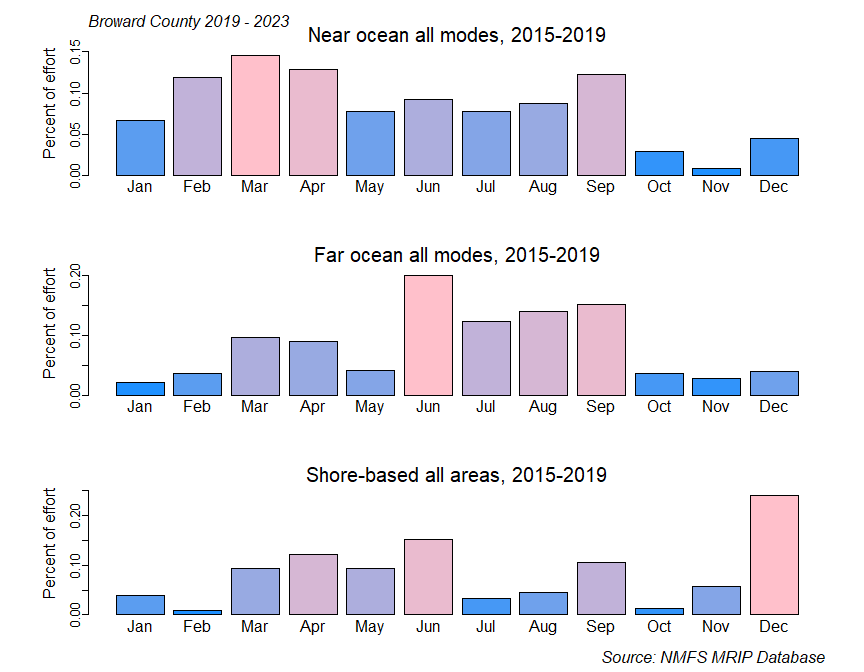 Broward County 2019 - 2023
Near ocean all modes, 2015-2019
Percent of effort
0.00 0.05 0.10 0.15
Jan Feb Mar Apr May Jun Jul Aug Sep Oct Nov Dec
Far ocean all modes, 2015-2019
Percent of effort
0.00 0.10 0.20
Jan Feb Mar Apr May Jun Jul Aug Sep Oct Nov Dec
Shore-based all areas, 2015-2019
Percent of effort
0.00 0.10 0.20
Jan Feb Mar Apr May Jun Jul Aug Sep Oct Nov Dec
Source: NMFS MRIP Database